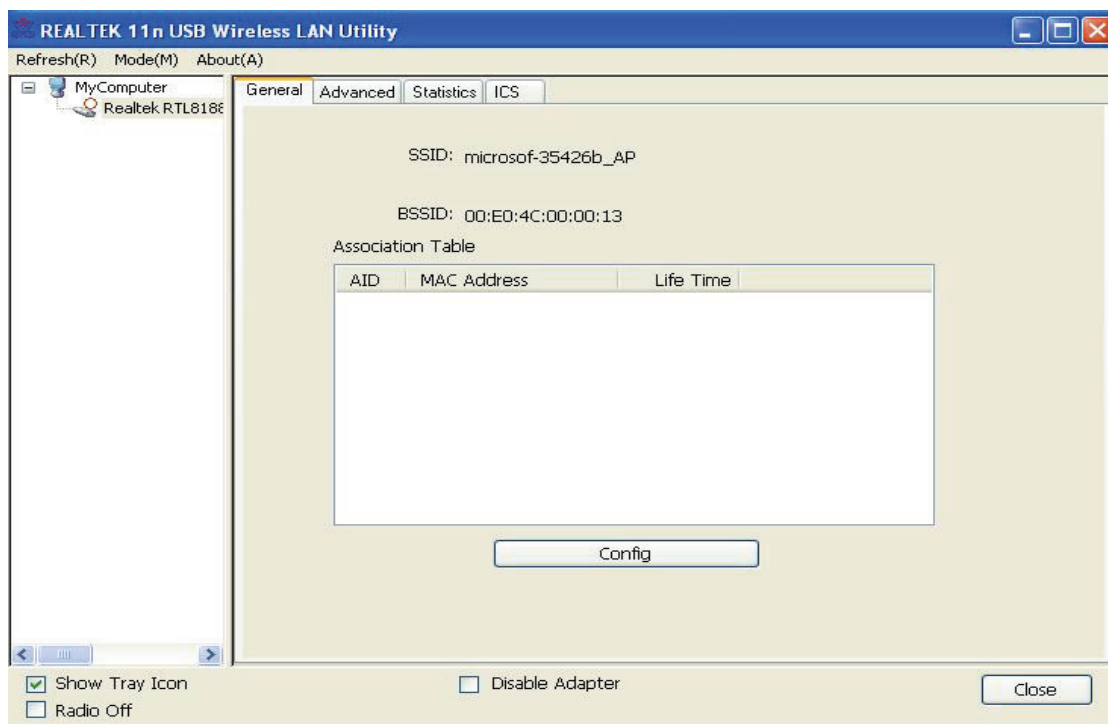 REALTEK 11n USB Wireless LAN Utility
Refresh(R) Mode(M) About(A)
MyComputer
Realtek RTL8188
General Advanced Statistics ICS
SSID: microsof-35426b_AP
BSSID: 00:E0:4C:00:00:13
Association Table
AID MAC Address Life Time
Config
Show Tray Icon
Radio Off
Disable Adapter
Close